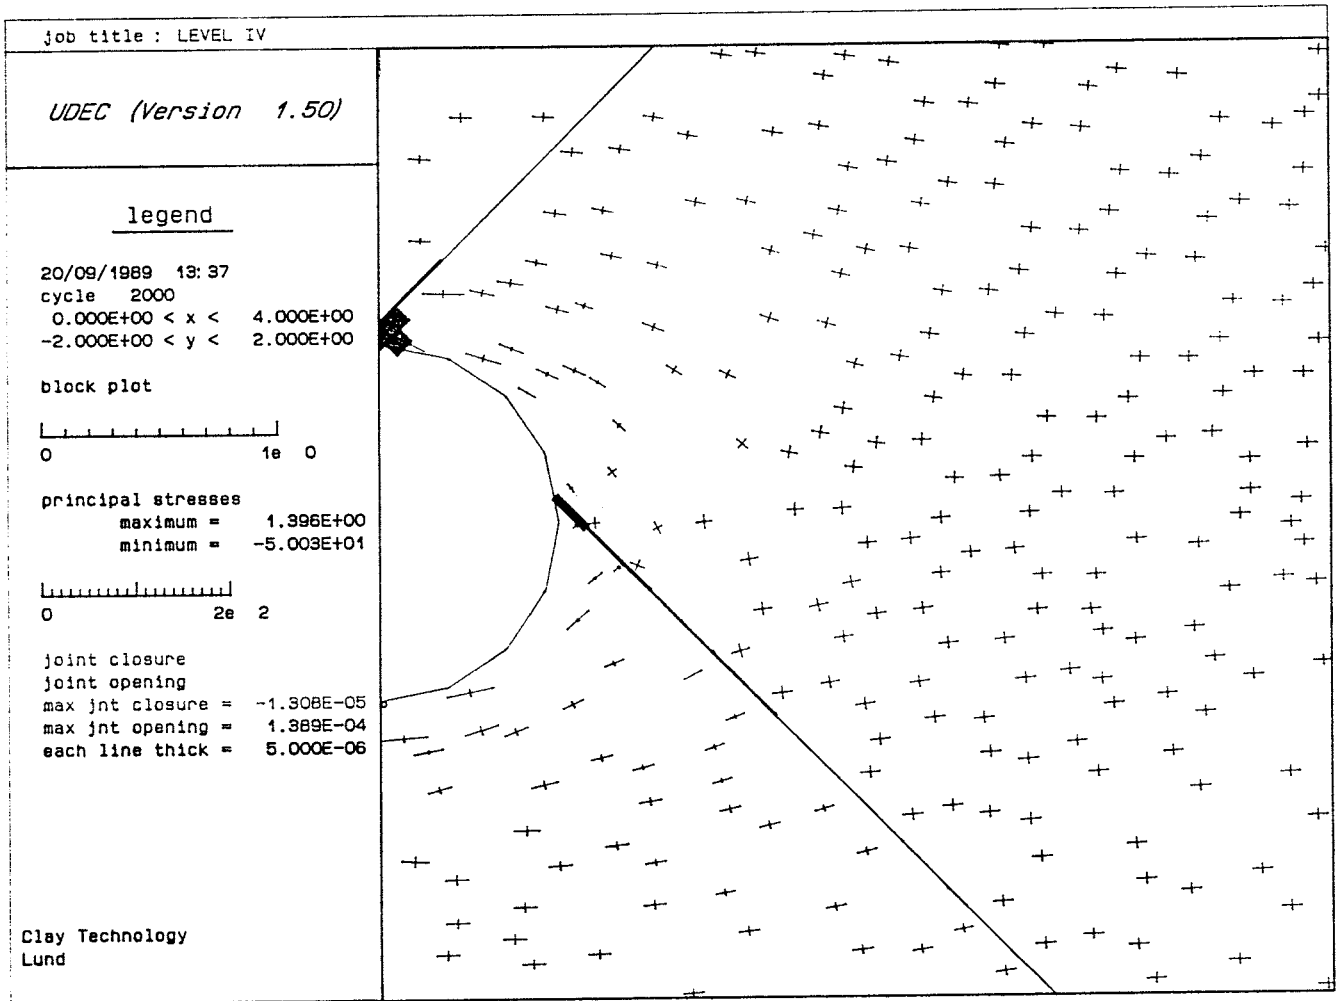 job title : LEVEL IV
UDEC (Version 1.50)
legend
20/09/1989 13:37
cycle 2000
0.000E+00 < x < 4.000E+00
-2.000E+00 < y < 2.000E+00
block plot
0 1e 0
principal stresses
maximum = 1.396E+00
minimum = -5.003E+01
0 2e 2
joint closure
joint opening
max jnt closure = -1.308E-05
max jnt opening = 1.389E-04
each line thick = 5.000E-06
Clay Technology
Lund